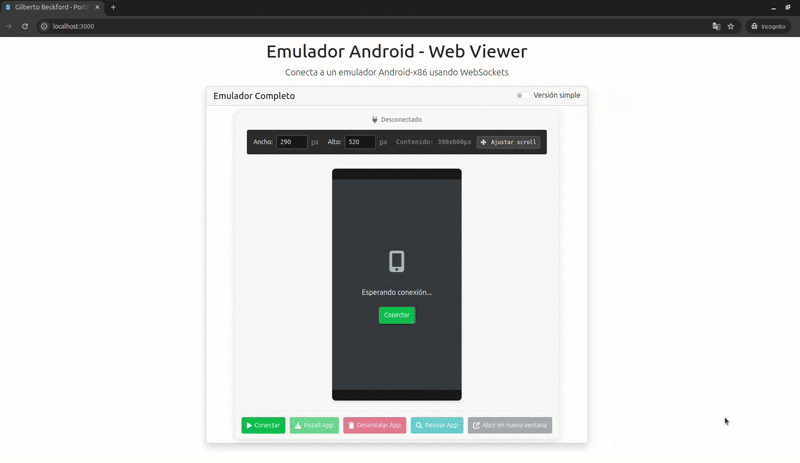 Gilberto Beckford - Port
localhost:3000
Incognito
Emulador Android - Web Viewer
Conecta a un emulador Android-x86 usando WebSockets
Emulador Completo
Versión simple
Desconectado
Ancho: 290 px Alto: 520 px Contenido: 390x600px Ajustar scroll
Esperando conexión...
Conectar
Conectar Install App Desinstalar App Revisar App Abrir en nueva ventana